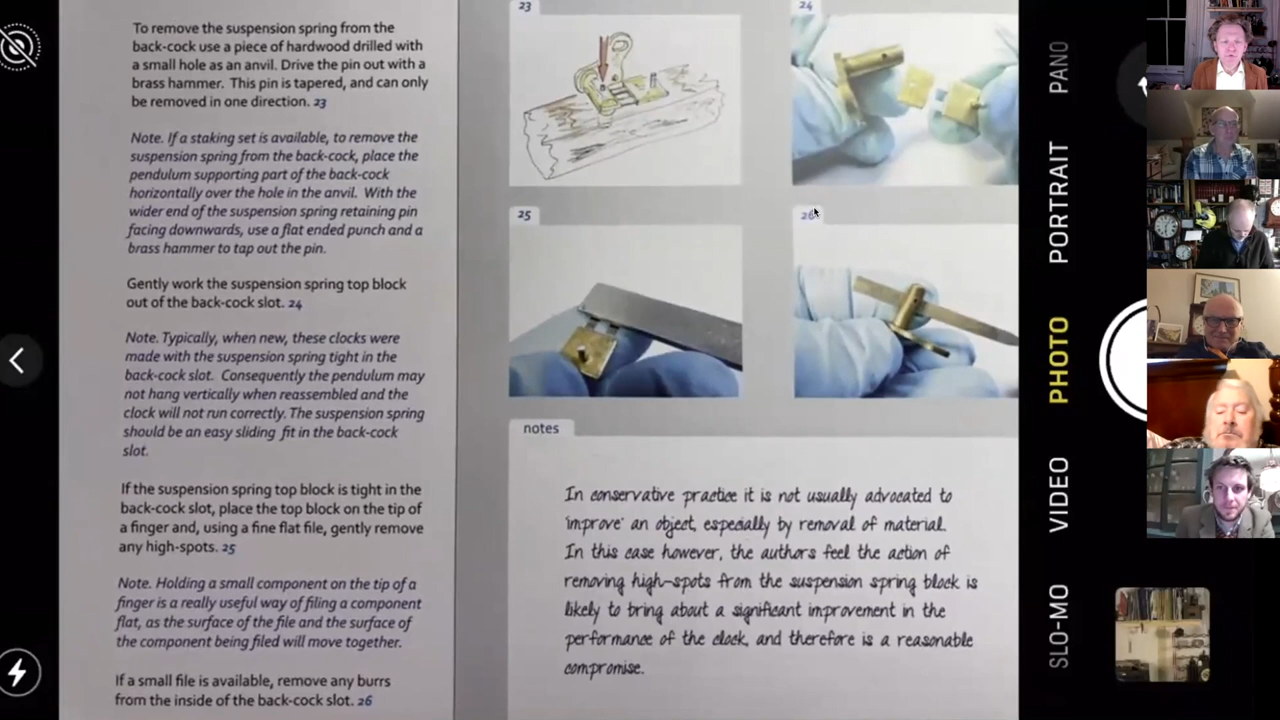 To remove the suspension spring from the
back-cock use a piece of hardwood drilled with
a small hole as an anvil. Drive the pin out with a
brass hammer. This pin is tapered, and can only
be removed in one direction. 23
Note. If a staking set is available, to remove the
suspension spring from the back-cock, place the
pendulum supporting part of the back-cock
horizontally over the hole in the anvil. With the
wider end of the suspension spring retaining pin
facing downwards, use a flat ended punch and a
brass hammer to tap out the pin.
Gently work the suspension spring top block
out of the back-cock slot. 24
Note. Typically, when new, these clocks were
made with the suspension spring tight in the
back-cock slot. Consequently the pendulum may
not hang vertically when reassembled and the
clock will not run correctly. The suspension spring
should be an easy sliding fit in the back-cock
slot.
If the suspension spring top block is tight in the
back-cock slot, place the top block on the tip of
a finger and, using a fine flat file, gently remove
any high-spots. 25
Note. Holding a small component on the tip of a
finger is a really useful way of filing a component
flat, as the surface of the file and the surface of
the component being filed will move together.
If a small file is available, remove any burrs
from the inside of the back-cock slot. 26
23
24
25
26
notes
In conservative practice it is not usually advocated to
'improve' an object, especially by removal of material.
In this case however, the authors feel the action of
removing high-spots from the suspension spring block is
likely to bring about a significant improvement in the
performance of the clock, and therefore is a reasonable
compromise.
PANO
PORTRAIT
PHOTO
VIDEO
SLO-MO